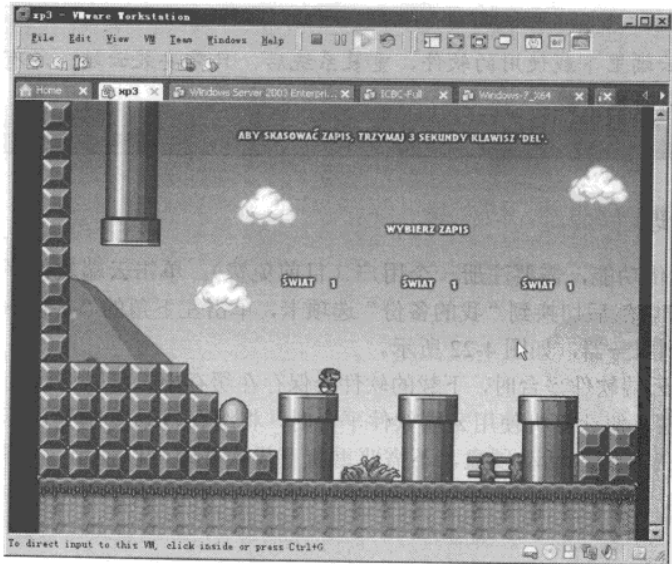 xp3 - VMware Workstation
File Edit View VM Team Windows Help
Home xp3 Windows Server 2003 Enterpri... ICBC-Full Windows-7_X64
ABY SKASOWAĆ ZAPIS, TRZYMAJ 3 SEKUNDY KLAWISZ 'DEL'.
WYBIERZ ZAPIS
ŚWIAT 1 ŚWIAT 1 ŚWIAT 1
To direct input to this VM, click inside or press Ctrl+G